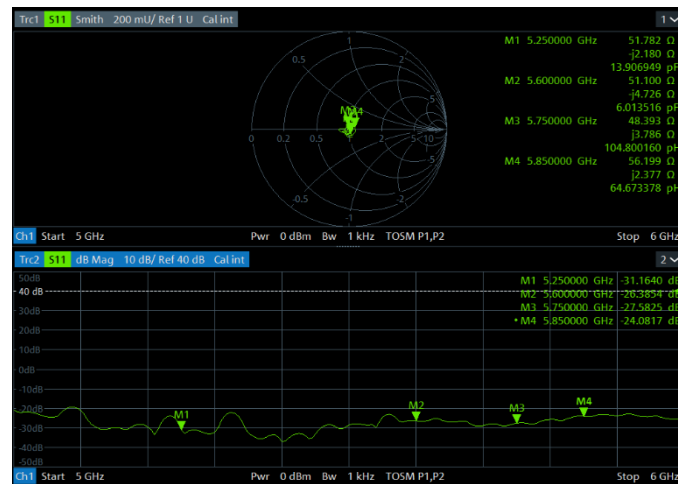 Trc1 S11 Smith 200 mU/ Ref 1 U Cal int 1
M1 5.250000 GHz 51.782 Ω
-j2.180 Ω
13.906949 pF
M2 5.600000 GHz 51.100 Ω
-j4.726 Ω
6.013516 pF
M3 5.750000 GHz 48.393 Ω
j3.786 Ω
104.800160 pH
M4 5.850000 GHz 56.199 Ω
j2.377 Ω
64.673378 pH
1
0.5 2
5
0 0.2 0.5 1 2 5 10
-5
-0.5 -2
-1
Ch1 Start 5 GHz Pwr 0 dBm Bw 1 kHz TOSM P1,P2 Stop 6 GHz
Trc2 S11 dB Mag 10 dB/ Ref 40 dB Cal int 2
50dB
40 dB
30dB
20dB
10dB
0dB
-10dB
-20dB
-30dB
-40dB
-50dB
M1 5.250000 GHz -31.1640 dB
M2 5.600000 GHz -26.3854 dB
M3 5.750000 GHz -27.5825 dB
• M4 5.850000 GHz -24.0817 dB
M1
M2
M3
M4
Ch1 Start 5 GHz Pwr 0 dBm Bw 1 kHz TOSM P1,P2 Stop 6 GHz